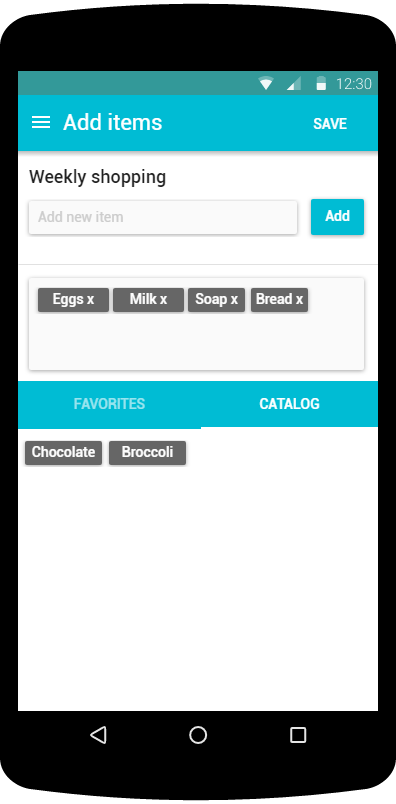 12:30
Add items SAVE
Weekly shopping
Add new item Add
Eggs x Milk x Soap x Bread x
FAVORITES CATALOG
Chocolate Broccoli